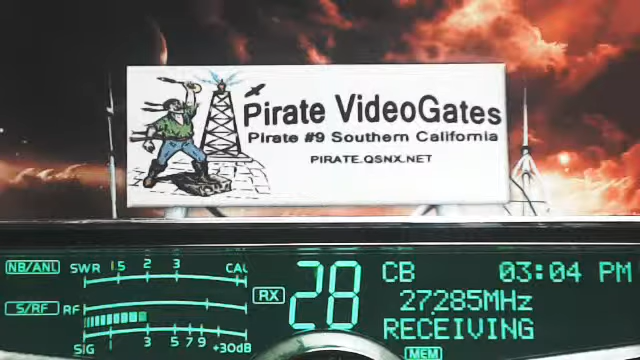 Pirate VideoGates
Pirate #9 Southern California
PIRATE.QSNX.NET
NB/ANL SWR 1.5 2 3 CAL
CB 03:04 PM
RX 28
27285MHz
S/RF RF
RECEIVING
SIG 3 5 7 9 +30dB
MEM